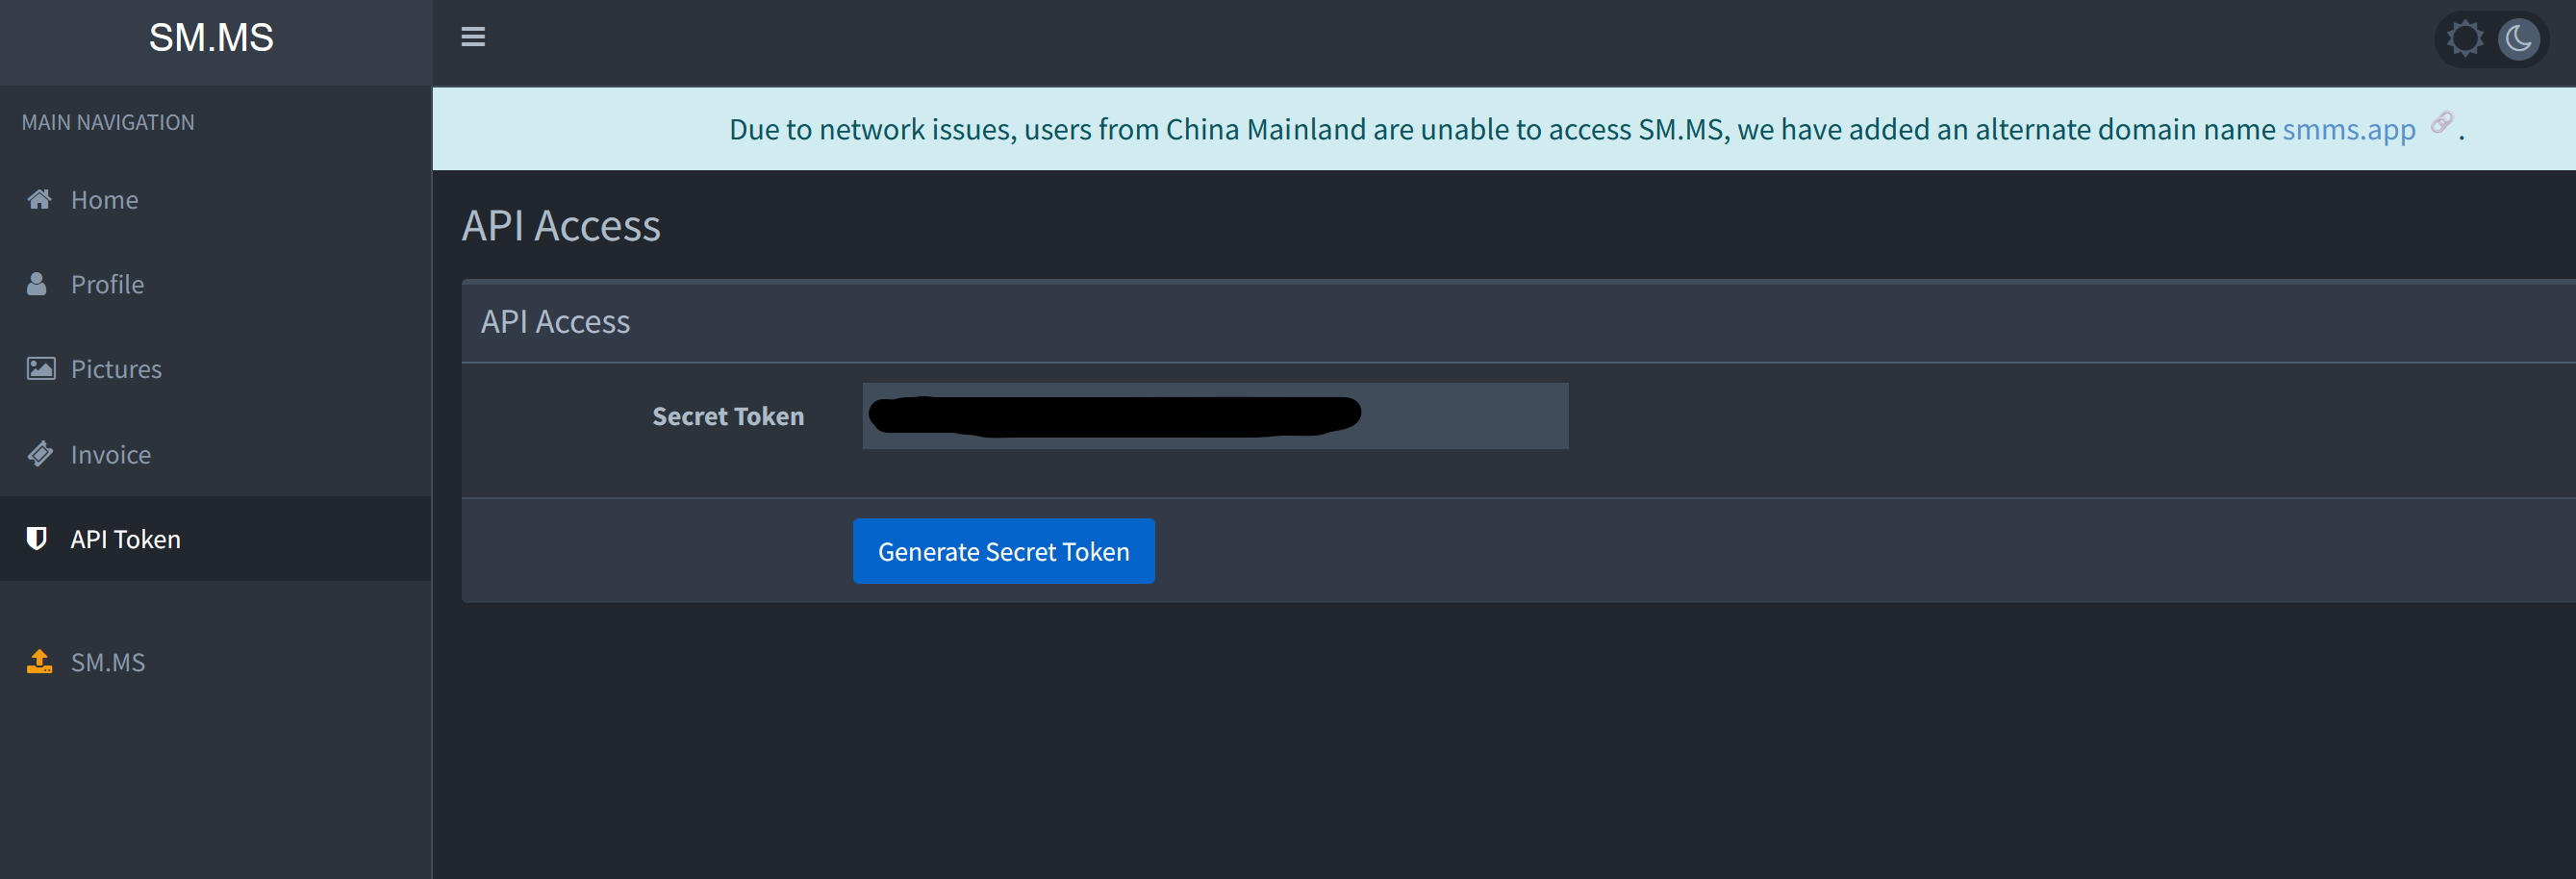 SM.MS
MAIN NAVIGATION
Home
Profile
Pictures
Invoice
API Token
SM.MS
Due to network issues, users from China Mainland are unable to access SM.MS, we have added an alternate domain name smms.app .
API Access
API Access
Secret Token
Generate Secret Token